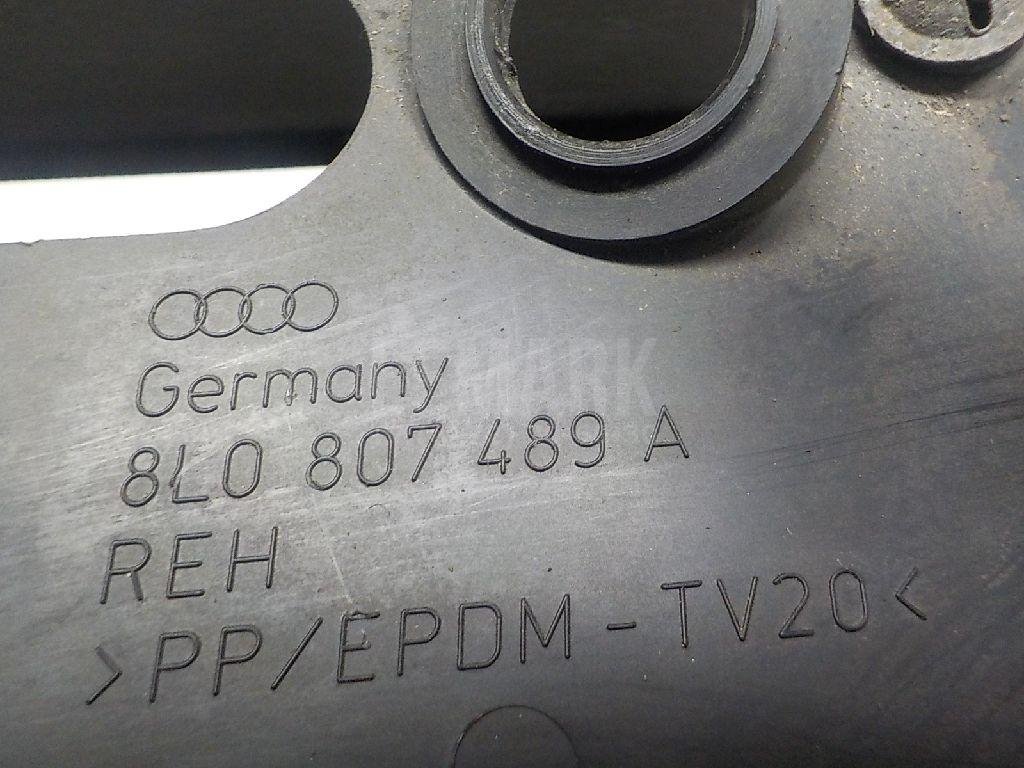 Germany
8L0 807 489 A
REH
>PP/EPDM-TV20<